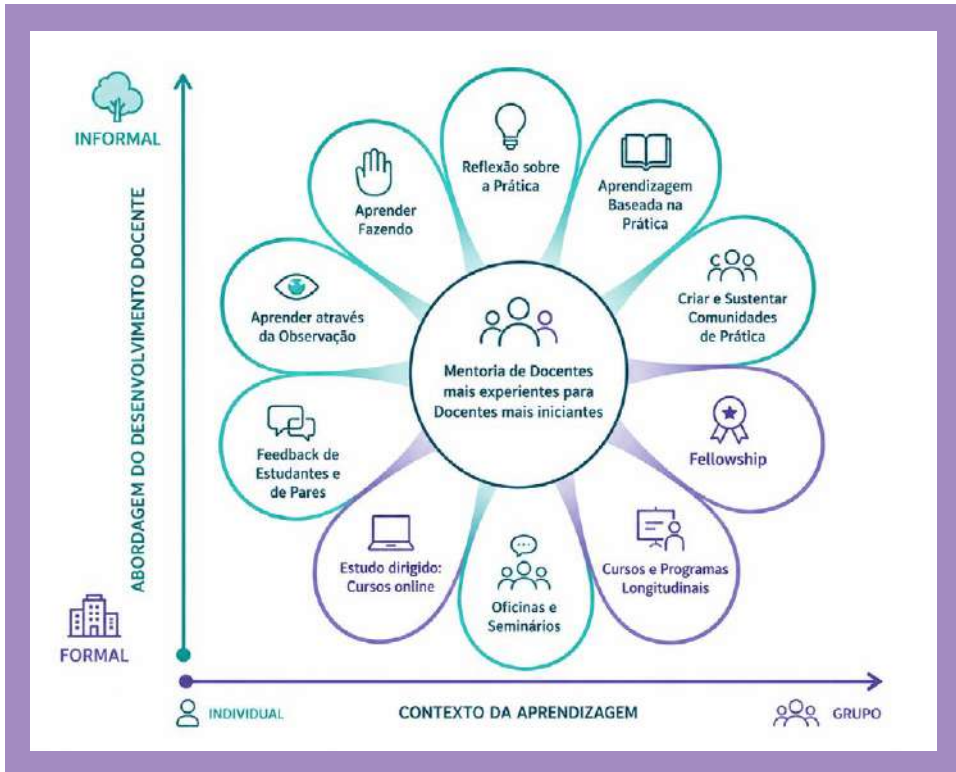 INFORMAL
ABORDAGEM DO DESENVOLVIMENTO DOCENTE
FORMAL
Reflexão sobre
a Prática
Aprender
Fazendo
Aprendizagem
Baseada na
Prática
Aprender através
da Observação
Criar e Sustentar
Comunidades
de Prática
Mentoria de Docentes
mais experientes para
Docentes mais iniciantes
Feedback de
Estudantes e
de Pares
Fellowship
Estudo dirigido:
Cursos online
Oficinas e
Seminários
Cursos e Programas
Longitudinais
INDIVIDUAL
CONTEXTO DA APRENDIZAGEM
GRUPO